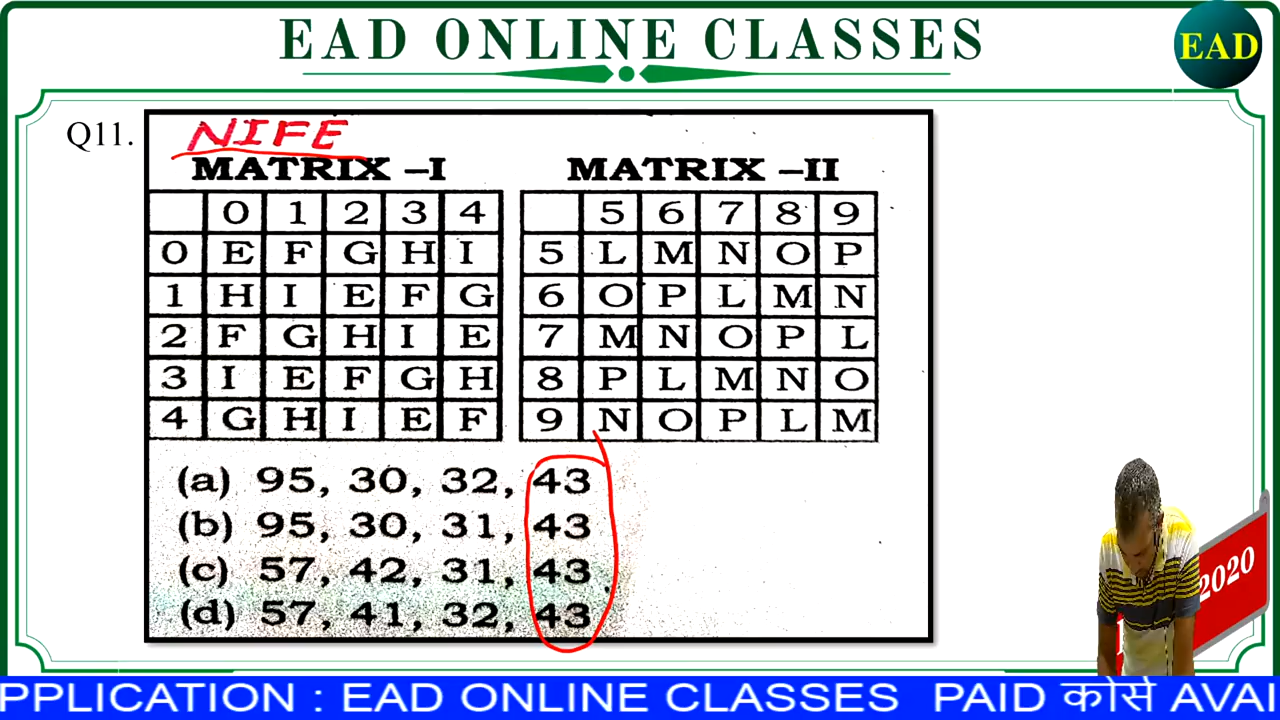 EAD ONLINE CLASSES
EAD
Q11.
NIFE
MATRIX –I MATRIX –II
0 1 2 3 4 5 6 7 8 9
0 E F G H I 5 L M N O P
1 H I E F G 6 O P L M N
2 F G H I E 7 M N O P L
3 I E F G H 8 P L M N O
4 G H I E F 9 N O P L M
(a) 95, 30, 32, 43
(b) 95, 30, 31, 43
(c) 57, 42, 31, 43
(d) 57, 41, 32, 43
2020
PPLICATION : EAD ONLINE CLASSES PAID कोर्स AVAI